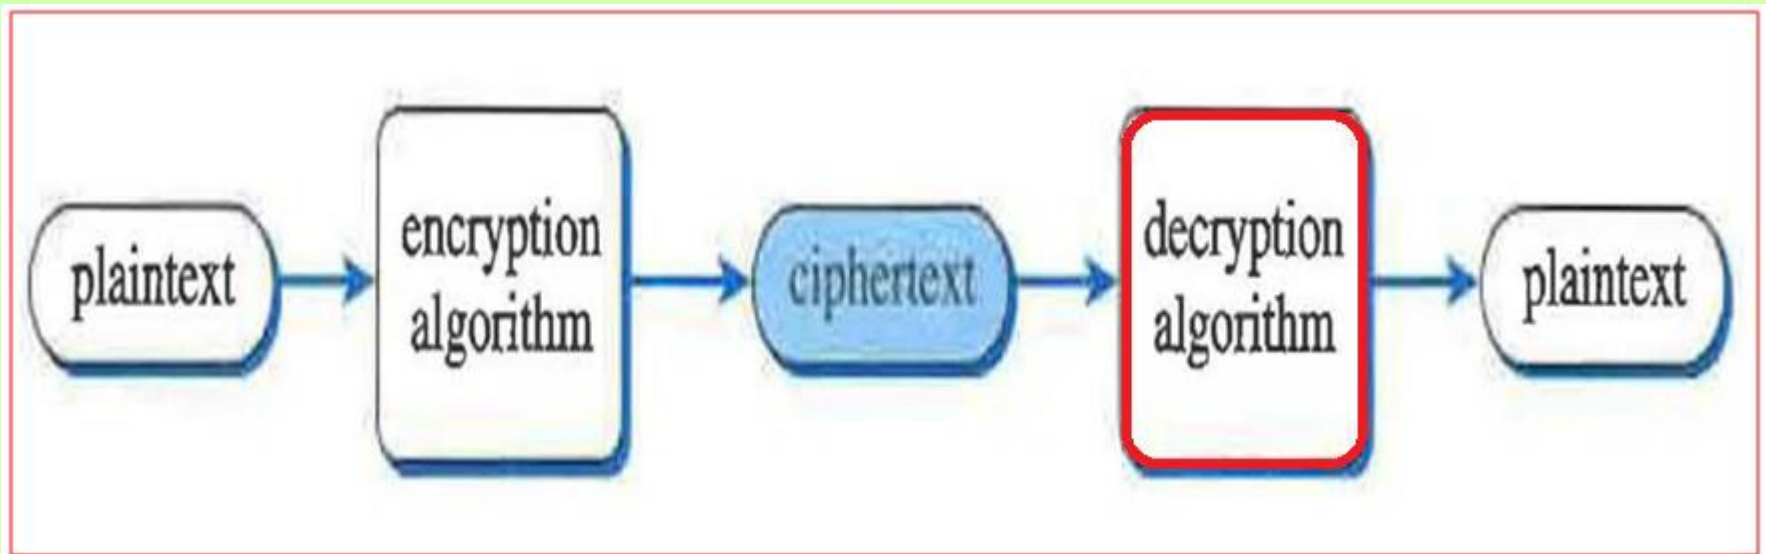 plaintext
encryption
algorithm
ciphertext
decryption
algorithm
plaintext